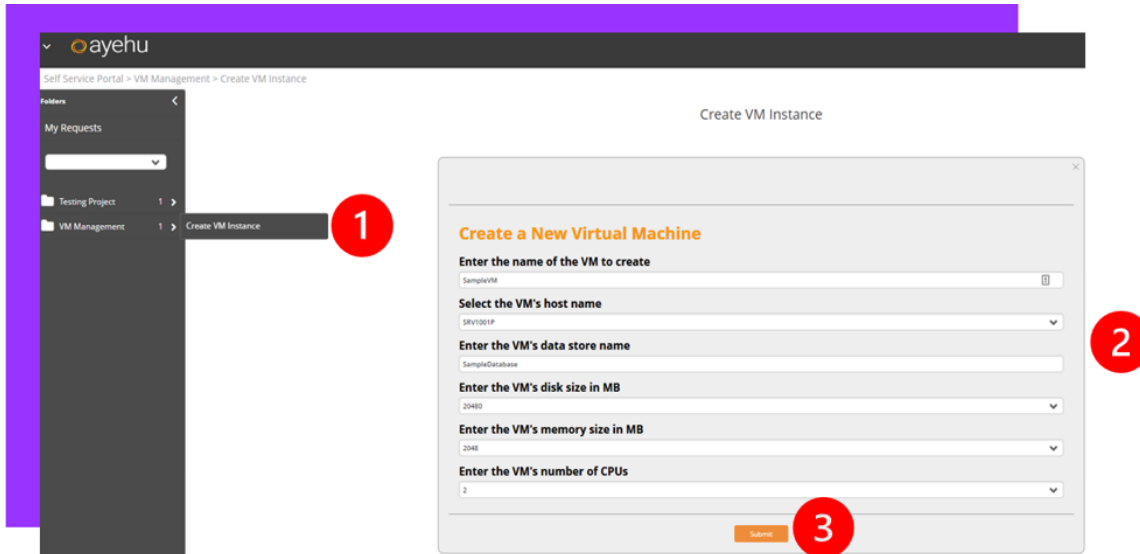 ayehu
Self Service Portal > VM Management > Create VM Instance
Folders
My Requests
Testing Project 1
VM Management 1
Create VM Instance
1
Create VM Instance
Create a New Virtual Machine
Enter the name of the VM to create
SampleVM
Select the VM's host name
SRV1001P
Enter the VM's data store name
SampleDatabase
Enter the VM's disk size in MB
20480
Enter the VM's memory size in MB
2048
Enter the VM's number of CPUs
2
2
Submit
3